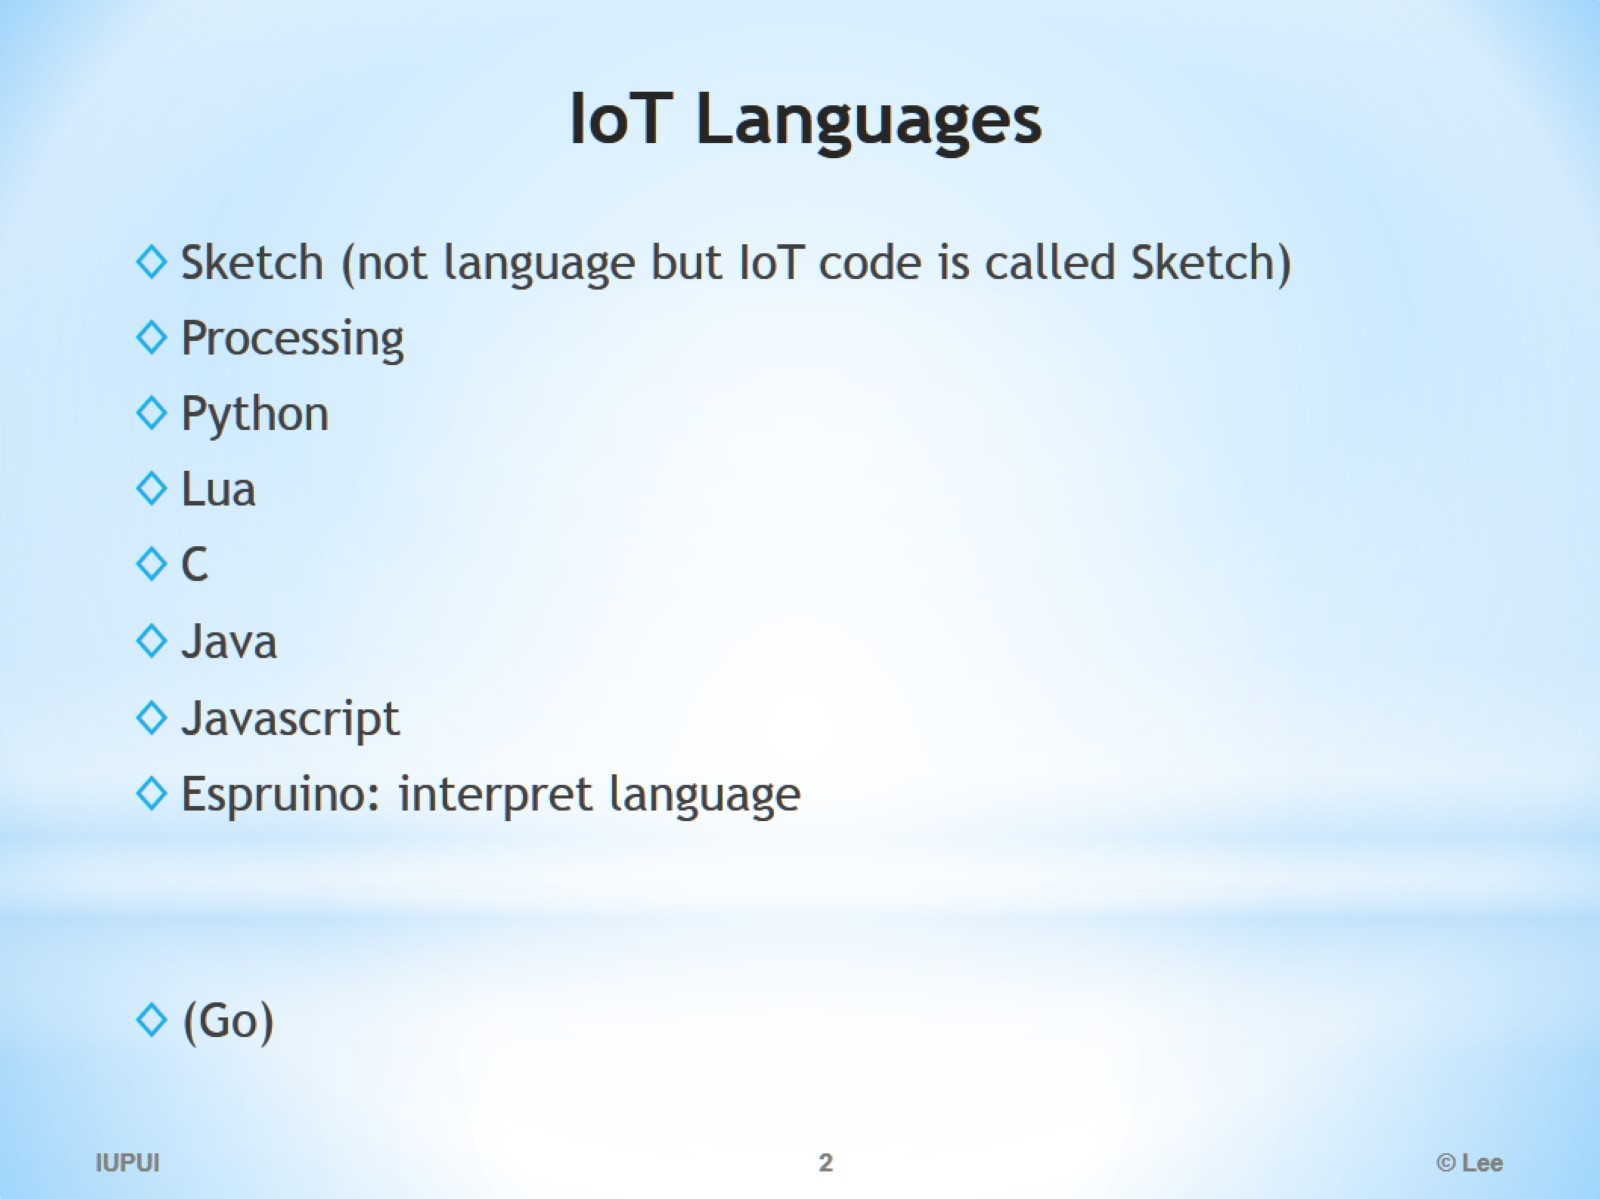 IoT Languages
Sketch (not language but IoT code is called Sketch)
Processing
Python
Lua
C
Java
Javascript
Espruino: interpret language
(Go)
IUPUI
2
© Lee